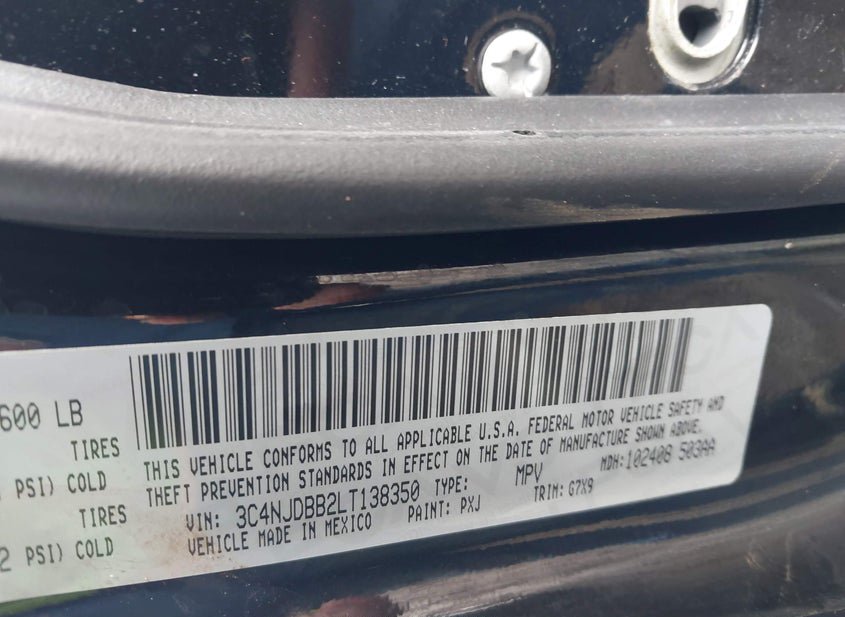 600 LB
TIRES
PSI) COLD
TIRES
2 PSI) COLD
THIS VEHICLE CONFORMS TO ALL APPLICABLE U.S.A. FEDERAL MOTOR VEHICLE SAFETY AND
THEFT PREVENTION STANDARDS IN EFFECT ON THE DATE OF MANUFACTURE SHOWN ABOVE.
VIN: 3C4NJDBB2LT138350 TYPE: MPV MDH: 102408 503AA
VEHICLE MADE IN MEXICO PAINT: PXJ TRIM: G7X9